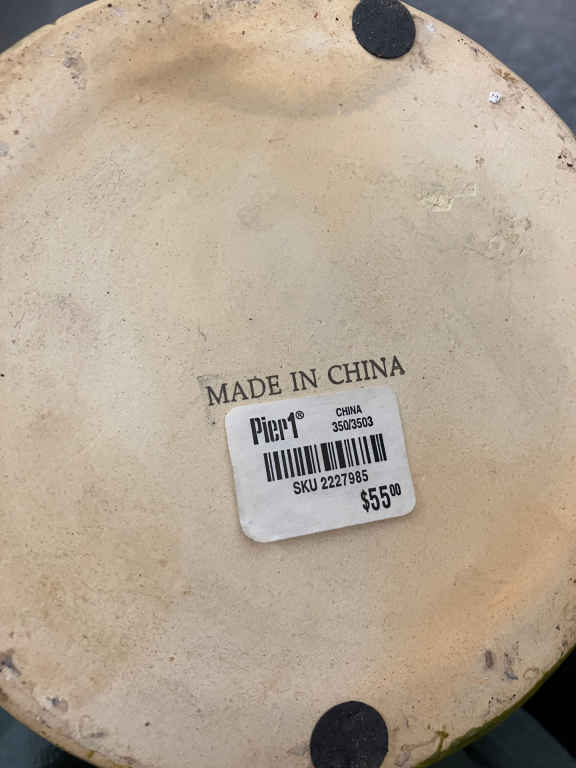 MADE IN CHINA
Pier1® CHINA
350/3503
SKU 2227985
$55.00